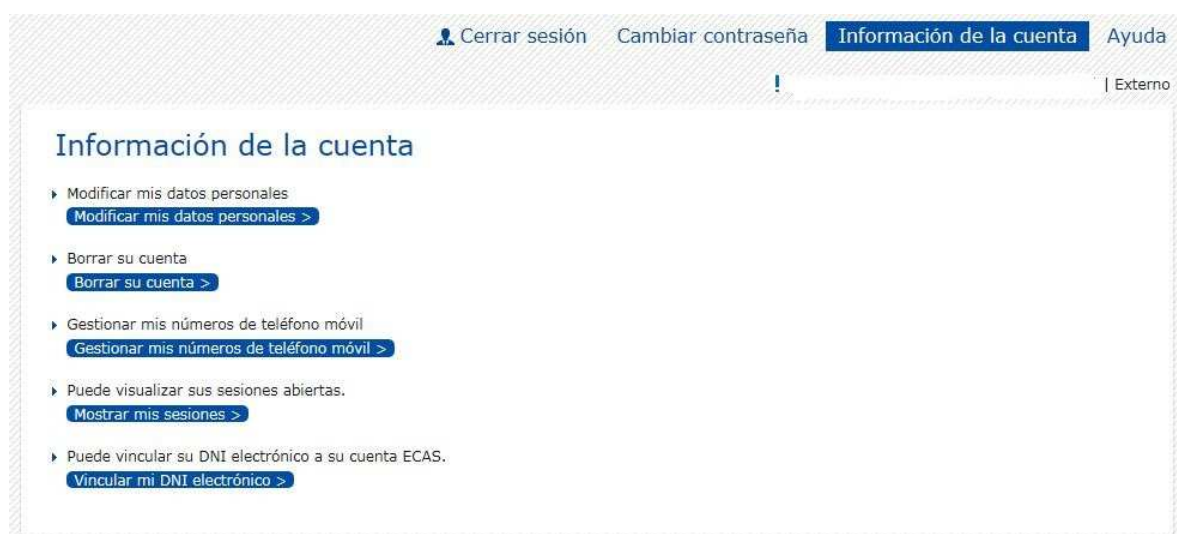 Cerrar sesión Cambiar contraseña Información de la cuenta Ayuda
! | Externo
Información de la cuenta
Modificar mis datos personales
Modificar mis datos personales >
Borrar su cuenta
Borrar su cuenta >
Gestionar mis números de teléfono móvil
Gestionar mis números de teléfono móvil >
Puede visualizar sus sesiones abiertas.
Mostrar mis sesiones >
Puede vincular su DNI electrónico a su cuenta ECAS.
Vincular mi DNI electrónico >